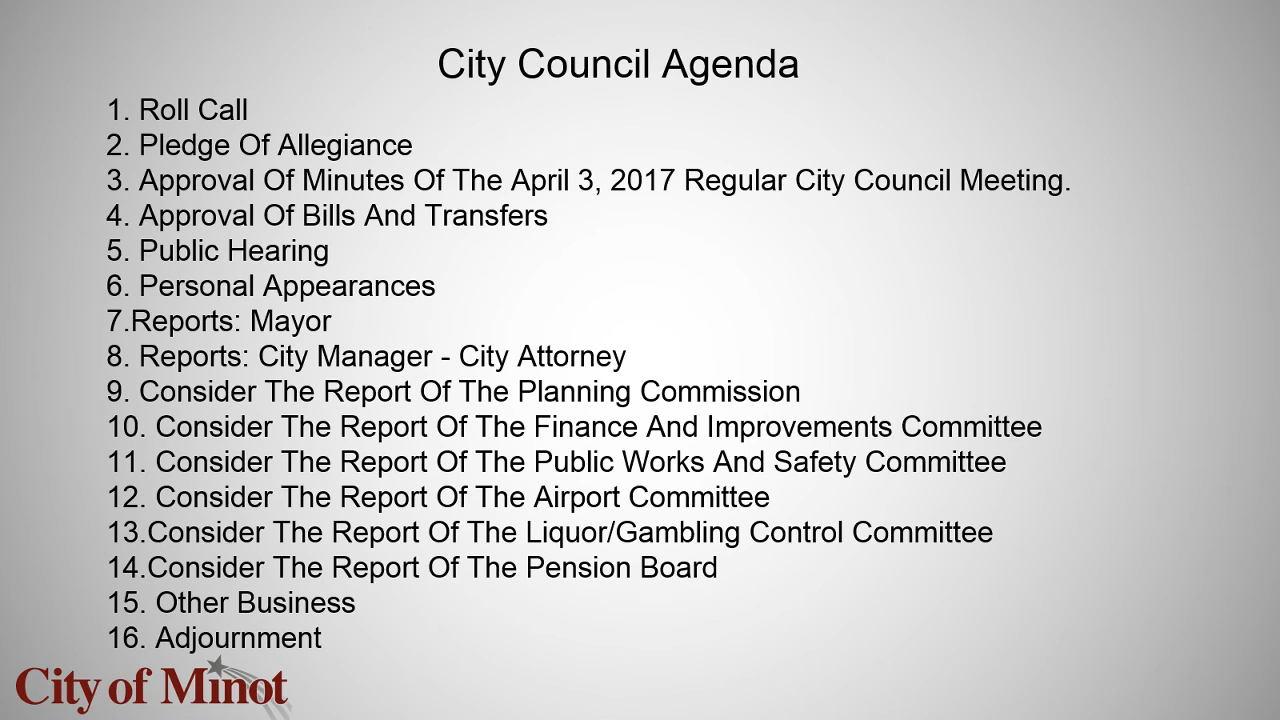 City Council Agenda
1. Roll Call
2. Pledge Of Allegiance
3. Approval Of Minutes Of The April 3, 2017 Regular City Council Meeting.
4. Approval Of Bills And Transfers
5. Public Hearing
6. Personal Appearances
7.Reports: Mayor
8. Reports: City Manager - City Attorney
9. Consider The Report Of The Planning Commission
10. Consider The Report Of The Finance And Improvements Committee
11. Consider The Report Of The Public Works And Safety Committee
12. Consider The Report Of The Airport Committee
13.Consider The Report Of The Liquor/Gambling Control Committee
14.Consider The Report Of The Pension Board
15. Other Business
16. Adjournment
City of Minot